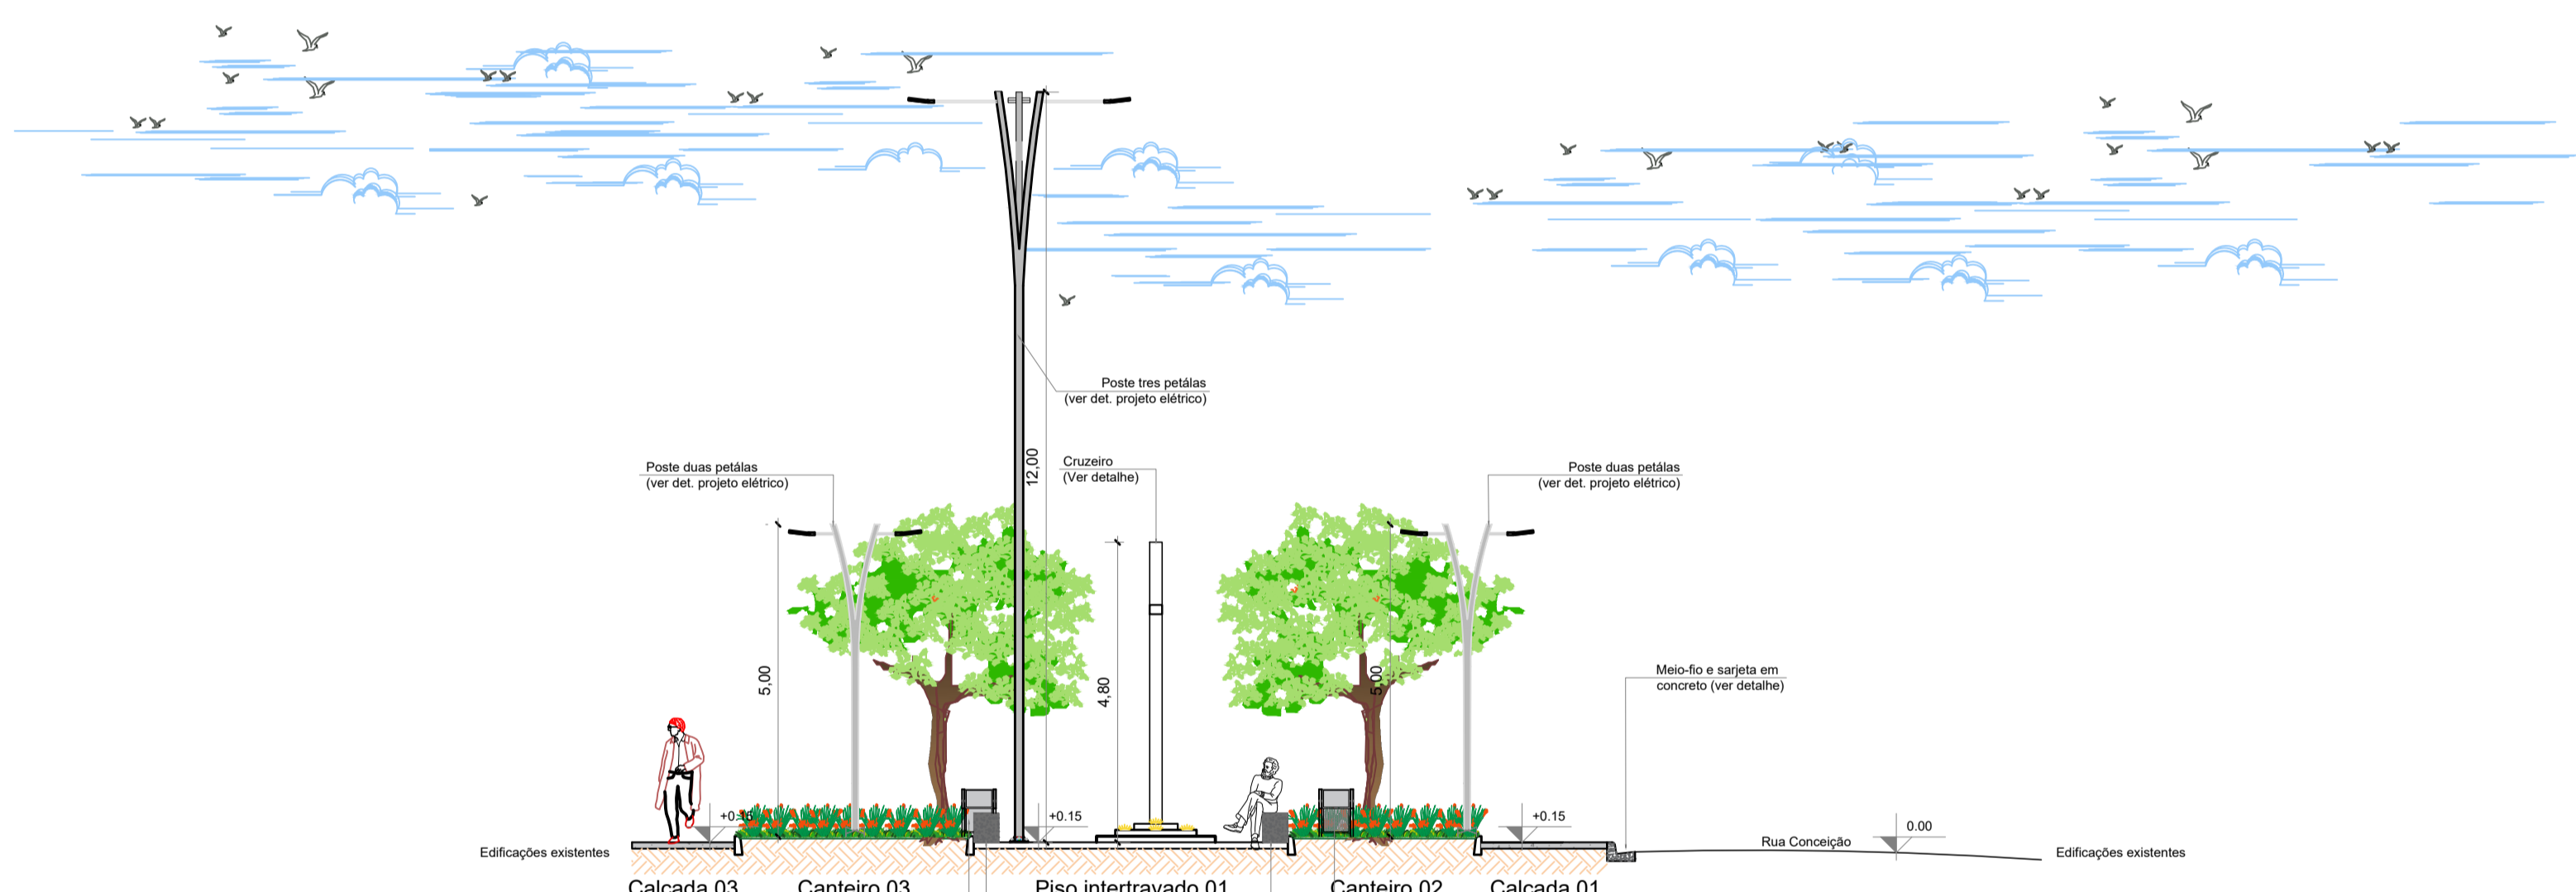 Poste tres petálas
(ver det. projeto elétrico)
12,00
Cruzeiro
(Ver detalhe)
Poste duas petálas
(ver det. projeto elétrico)
Poste duas petálas
(ver det. projeto elétrico)
5,00
4,80
5,00
Meio-fio e sarjeta em
concreto (ver detalhe)
+0.15
+0.15
+0.15
0.00
Rua Conceição
Edificações existentes
Edificações existentes
Calçada 03
Canteiro 03
Piso intertravado 01
Canteiro 02
Calçada 01